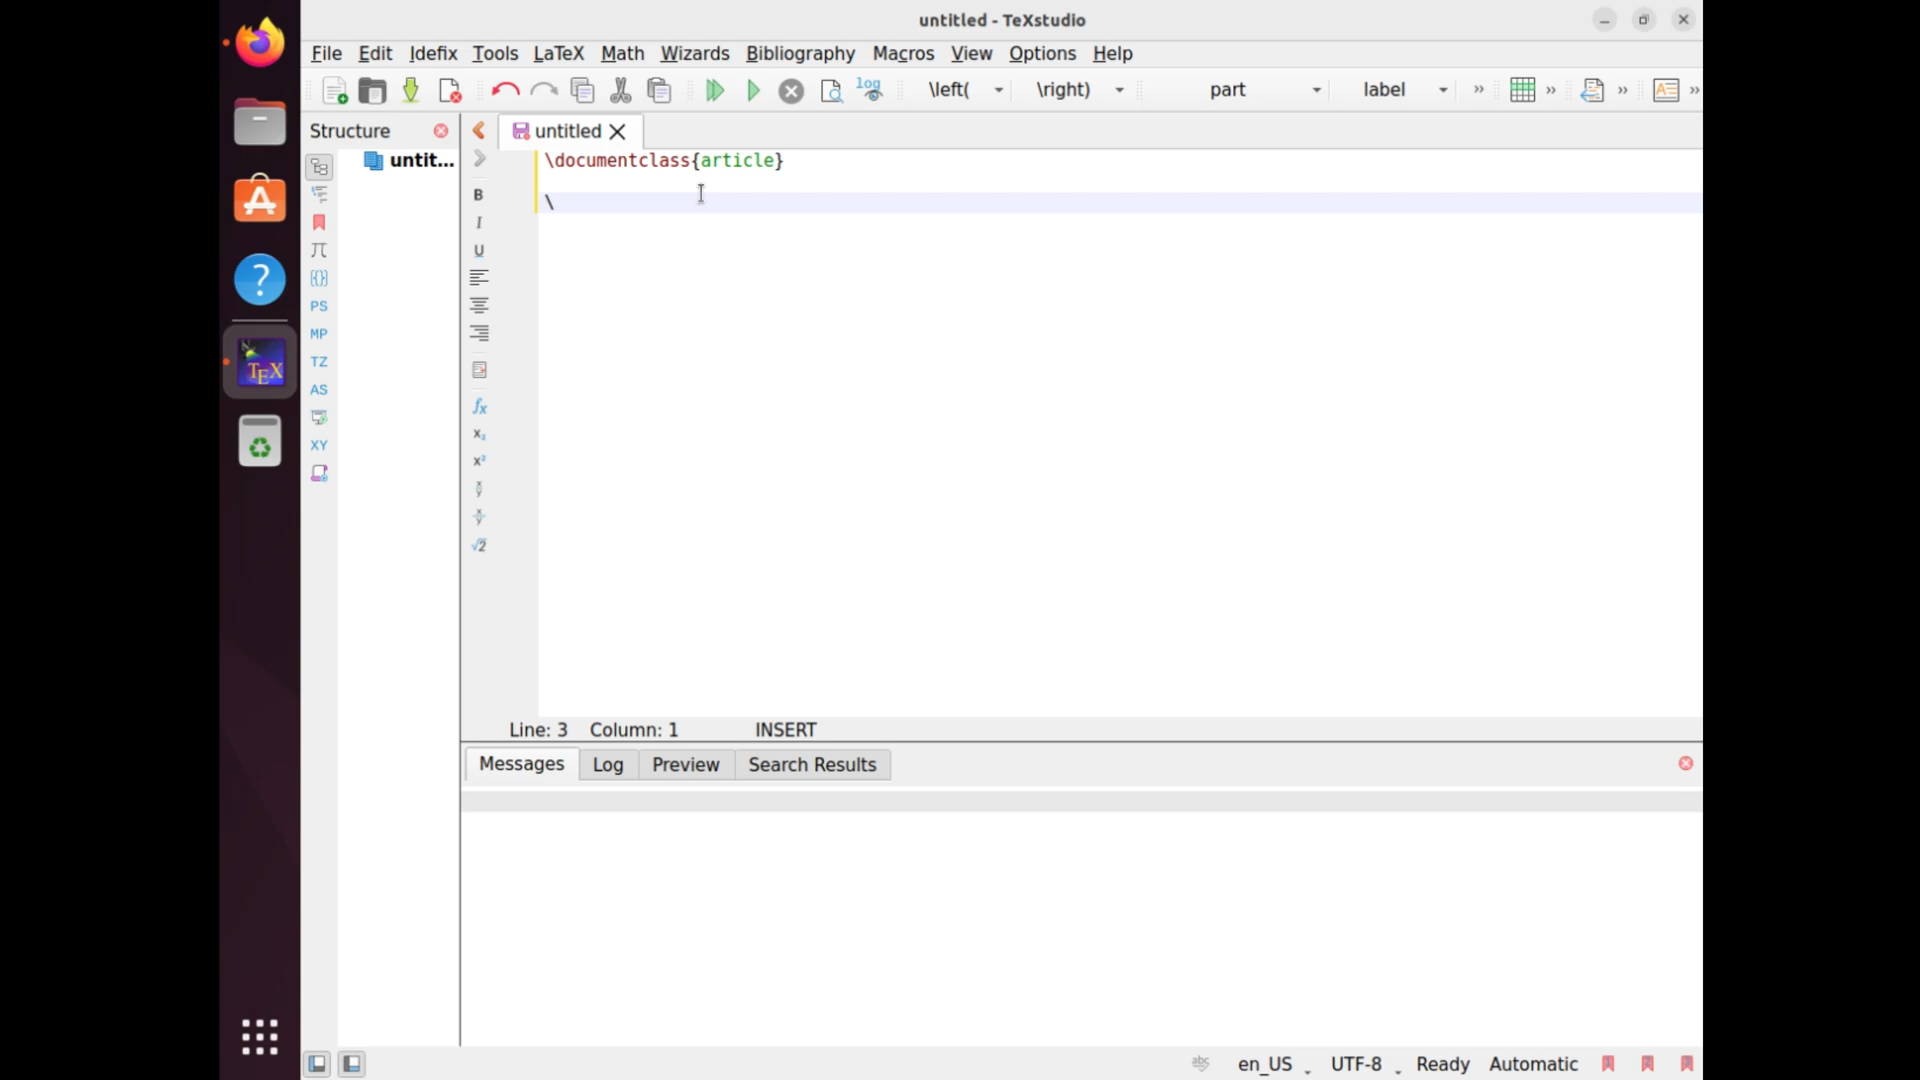 untitled - TeXstudio
File Edit Idefix Tools LaTeX Math Wizards Bibliography Macros View Options Help
log \left( \right) part label
Structure untitled
untit...
\documentclass{article}
\
B
I
U
PS
MP
TZ
AS
XY
Line: 3 Column: 1 INSERT
Messages Log Preview Search Results
en_US UTF-8 Ready Automatic